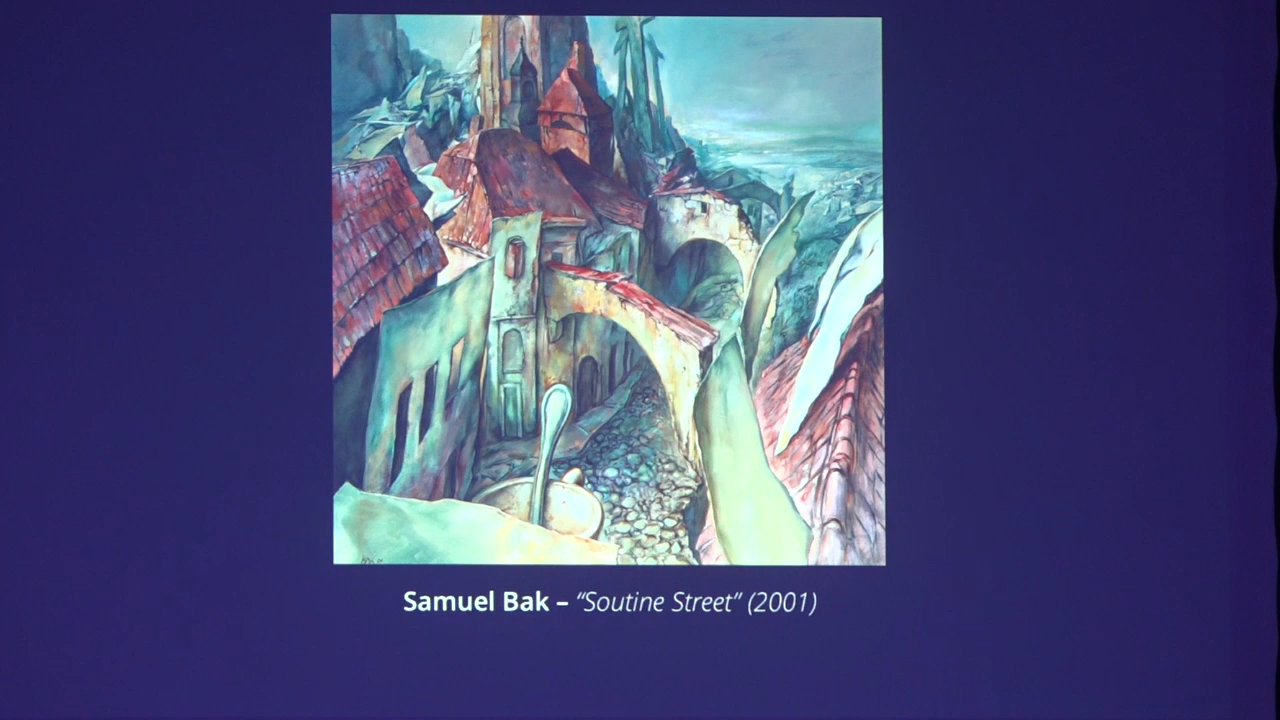 Samuel Bak – “Soutine Street” (2001)